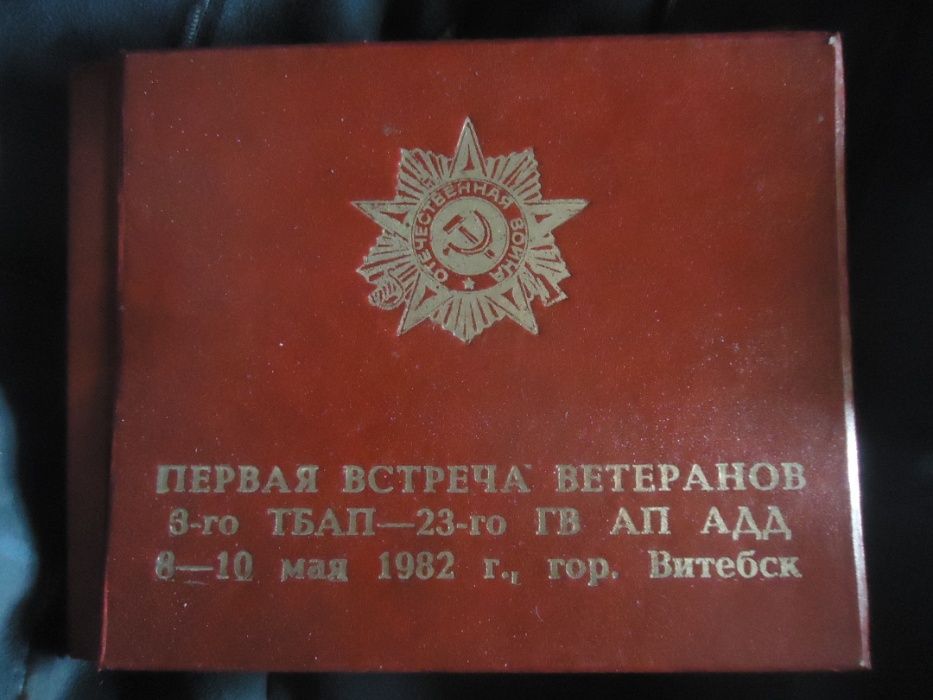 ОТЕЧЕСТВЕННАЯ ВОЙНА
ПЕРВАЯ ВСТРЕЧА ВЕТЕРАНОВ
3-го ТБАП—23-го ГВ АП АДД
8—10 мая 1982 г., гор. Витебск